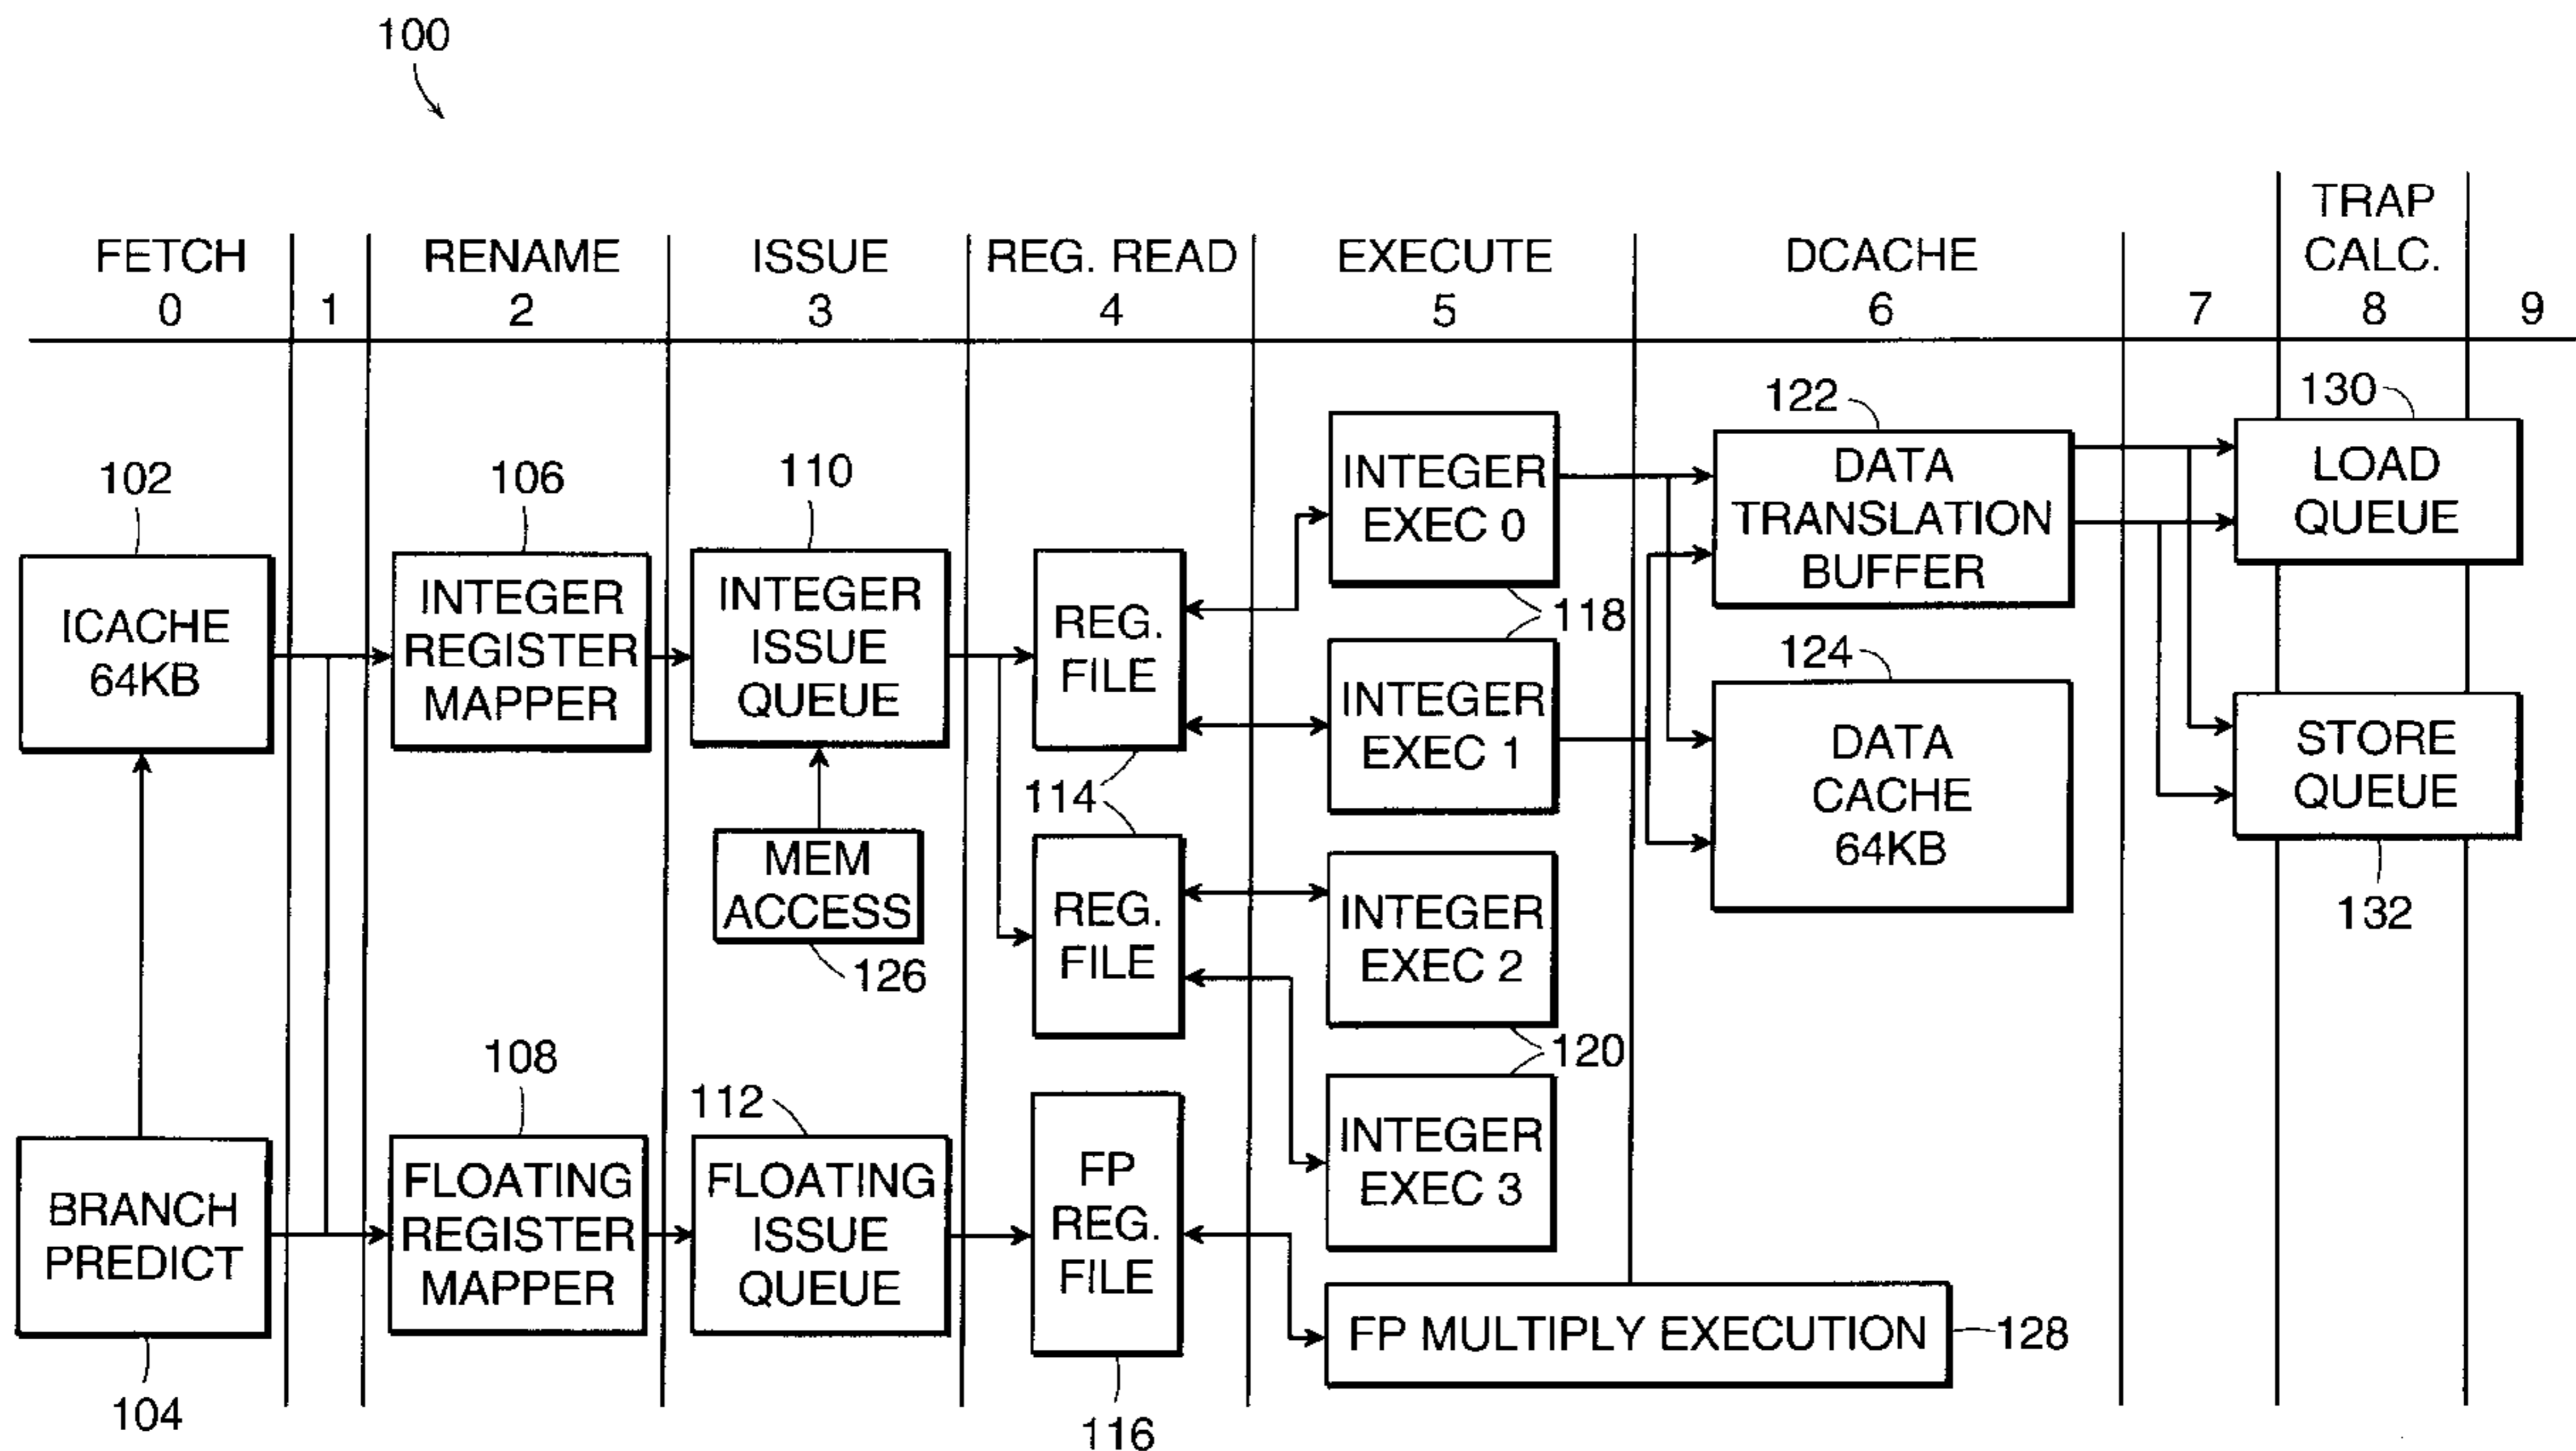 100
FETCH
0
1
RENAME
2
ISSUE
3
REG. READ
4
EXECUTE
5
DCACHE
6
7
TRAP
CALC.
8
9
102
ICACHE
64KB
104
BRANCH
PREDICT
106
INTEGER
REGISTER
MAPPER
108
FLOATING
REGISTER
MAPPER
110
INTEGER
ISSUE
QUEUE
MEM
ACCESS
126
112
FLOATING
ISSUE
QUEUE
REG.
FILE
114
REG.
FILE
FP
REG.
FILE
116
INTEGER
EXEC 0
118
INTEGER
EXEC 1
INTEGER
EXEC 2
120
INTEGER
EXEC 3
FP MULTIPLY EXECUTION
128
122
DATA
TRANSLATION
BUFFER
124
DATA
CACHE
64KB
130
LOAD
QUEUE
STORE
QUEUE
132